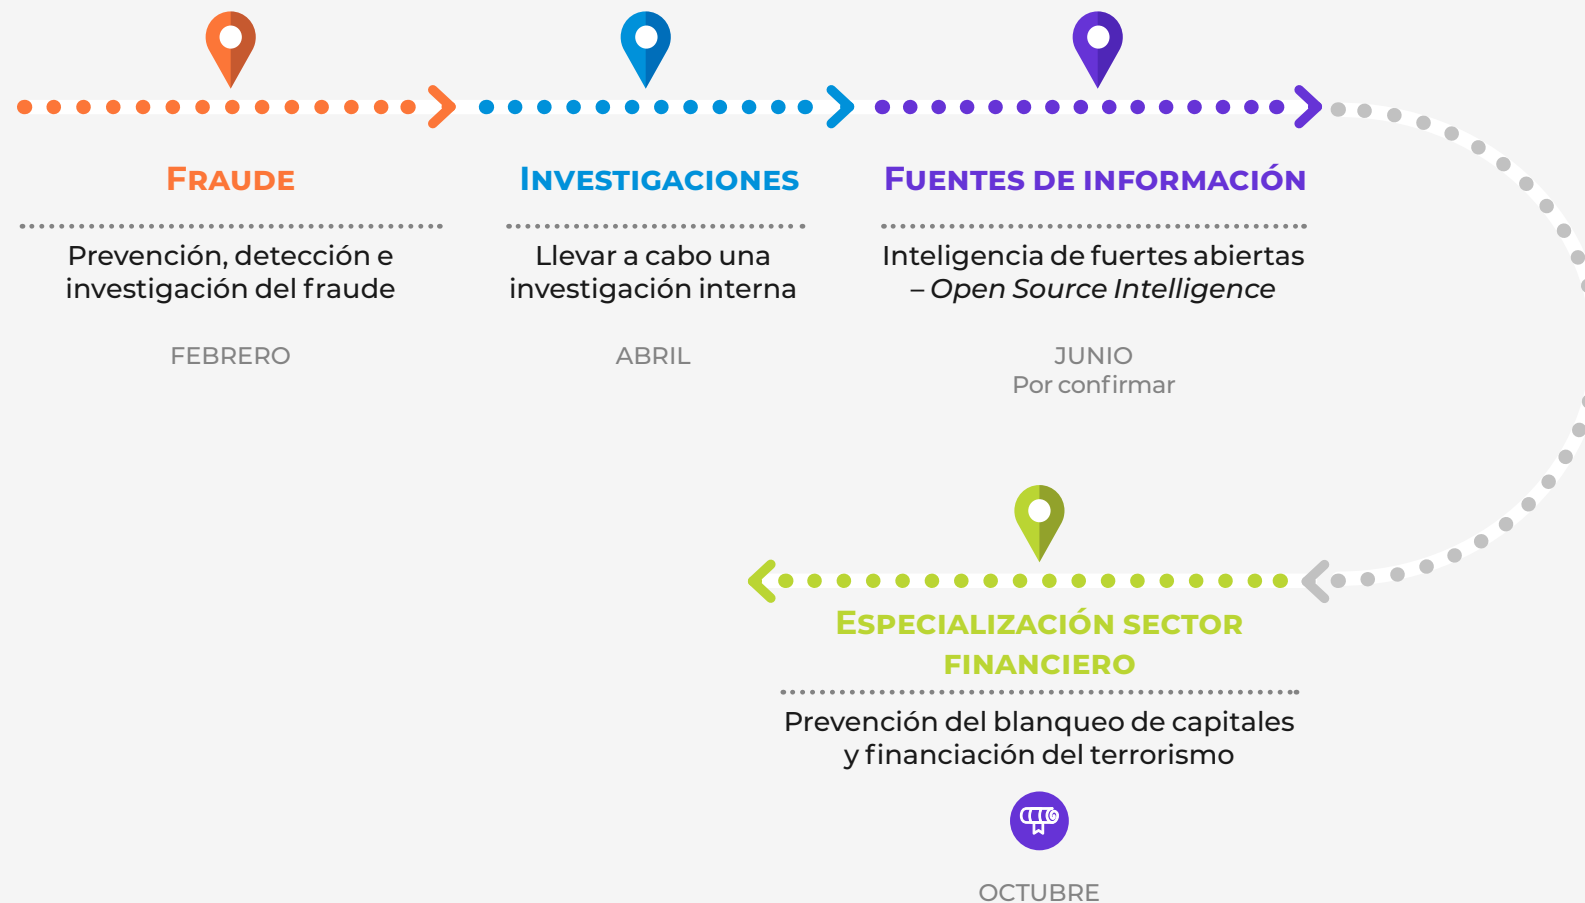 FRAUDE
Prevención, detección e
investigación del fraude
FEBRERO
INVESTIGACIONES
Llevar a cabo una
investigación interna
ABRIL
FUENTES DE INFORMACIÓN
Inteligencia de fuertes abiertas
– Open Source Intelligence
JUNIO
Por confirmar
ESPECIALIZACIÓN SECTOR
FINANCIERO
Prevención del blanqueo de capitales
y financiación del terrorismo
OCTUBRE